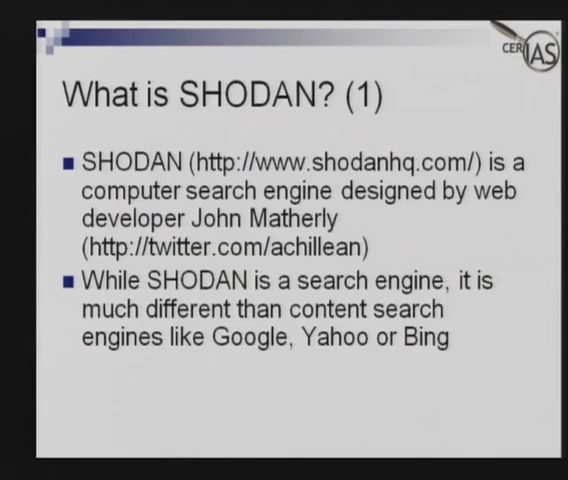 CERIAS
What is SHODAN? (1)
SHODAN (http://www.shodanhq.com/) is a
computer search engine designed by web
developer John Matherly
(http://twitter.com/achillean)
While SHODAN is a search engine, it is
much different than content search
engines like Google, Yahoo or Bing